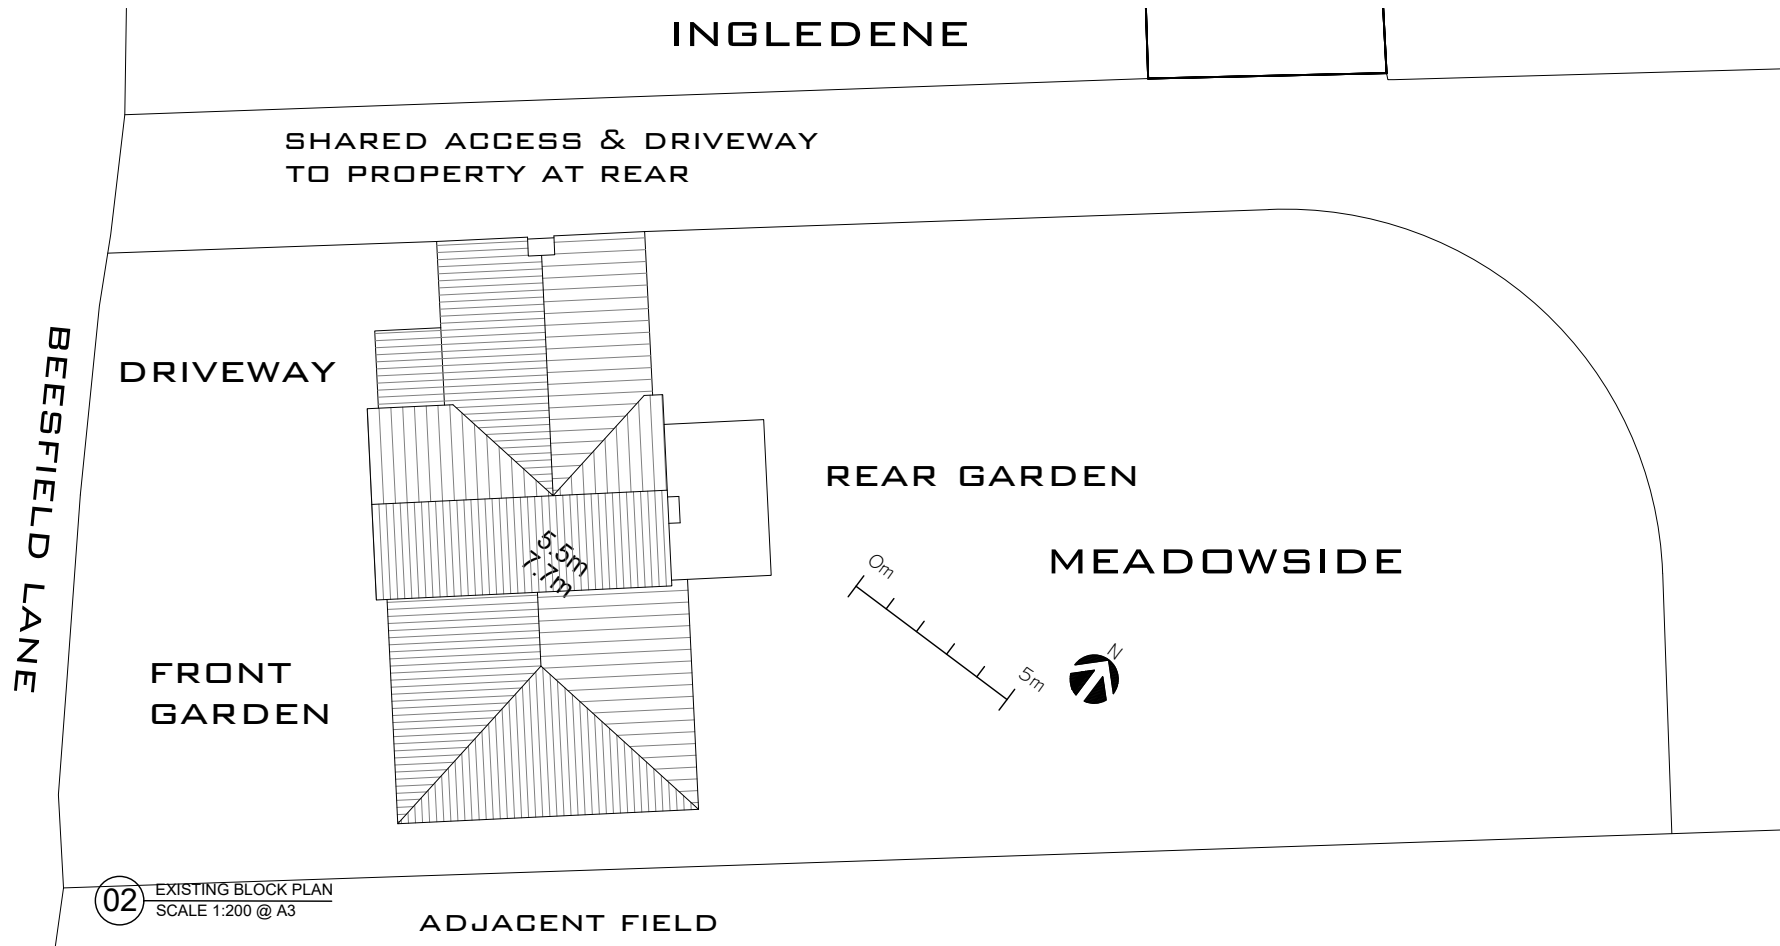 INGLEDENE
SHARED ACCESS & DRIVEWAY
TO PROPERTY AT REAR
BEESFIELD LANE
DRIVEWAY
REAR GARDEN
5.5m
7.7m
MEADOWSIDE
0m
5m
N
FRONT
GARDEN
02
EXISTING BLOCK PLAN
SCALE 1:200 @ A3
ADJACENT FIELD